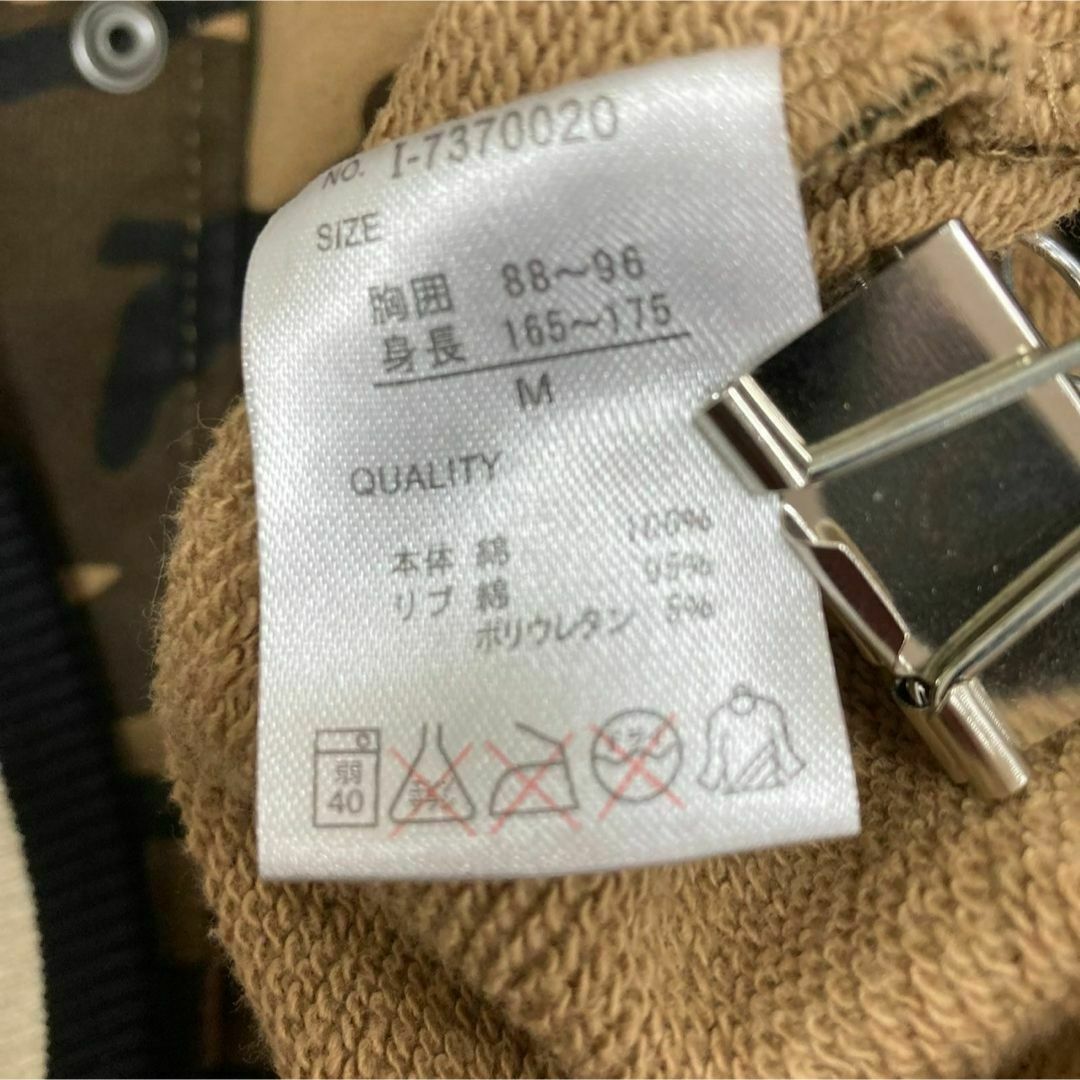 NO. I-7370020
SIZE
胸囲 88～96
身長 165～175
M
QUALITY
本体 綿 100%
リブ 綿 95%
ポリウレタン 5%
弱
40